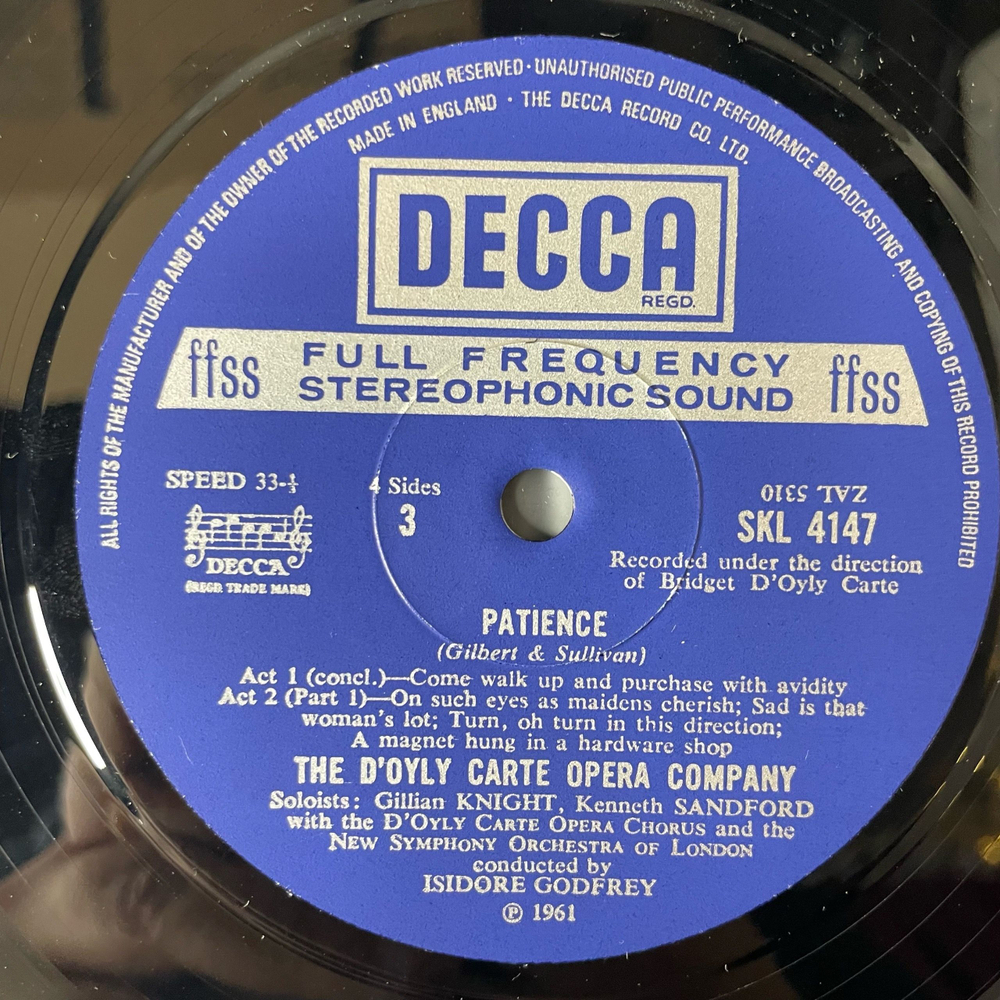 ALL RIGHTS OF THE MANUFACTURER AND OF THE OWNER OF THE RECORDED WORK RESERVED · UNAUTHORISED PUBLIC PERFORMANCE BROADCASTING AND COPYING OF THIS RECORD PROHIBITED
MADE IN ENGLAND · THE DECCA RECORD CO. LTD.
DECCA
REGD.
ffss FULL FREQUENCY ffss
STEREOPHONIC SOUND
SPEED 33-⅓
4 Sides
3
ZAL 5310
SKL 4147
DECCA
(REGD. TRADE MARK)
Recorded under the direction
of Bridget D'Oyly Carte
PATIENCE
(Gilbert & Sullivan)
Act 1 (concl.)—Come walk up and purchase with avidity
Act 2 (Part 1)—On such eyes as maidens cherish; Sad is that
woman's lot; Turn, oh turn in this direction;
A magnet hung in a hardware shop
THE D'OYLY CARTE OPERA COMPANY
Soloists: Gillian KNIGHT, Kenneth SANDFORD
with the D'OYLY CARTE OPERA CHORUS and the
NEW SYMPHONY ORCHESTRA OF LONDON
conducted by
ISIDORE GODFREY
℗ 1961